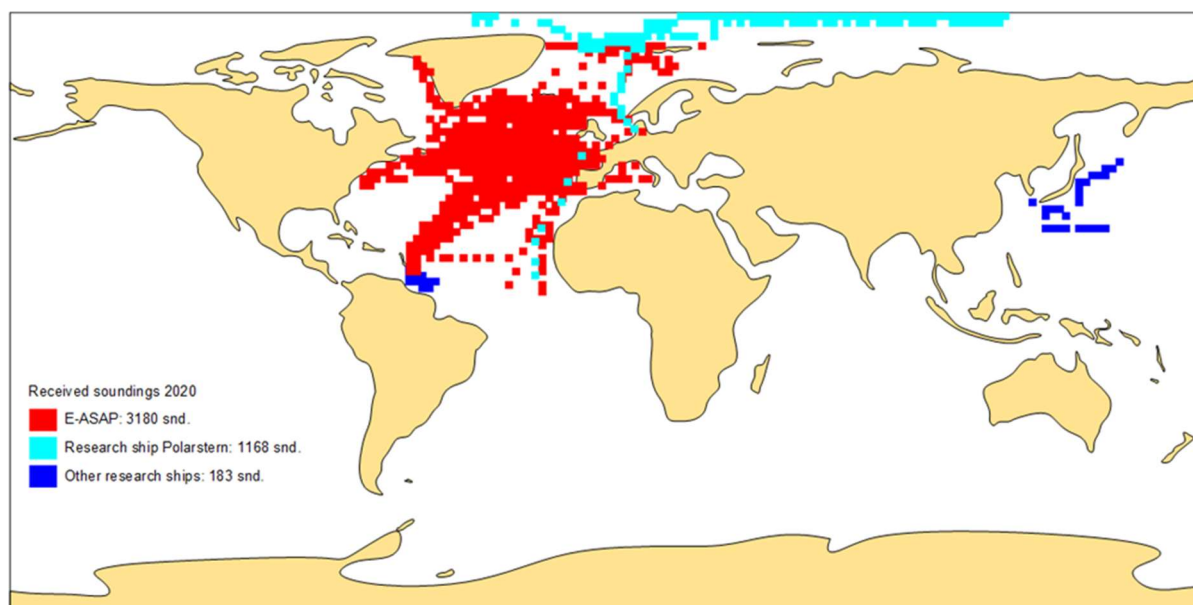 Received soundings 2020
E-ASAP: 3180 snd.
Research ship Polarstern: 1168 snd.
Other research ships: 183 snd.